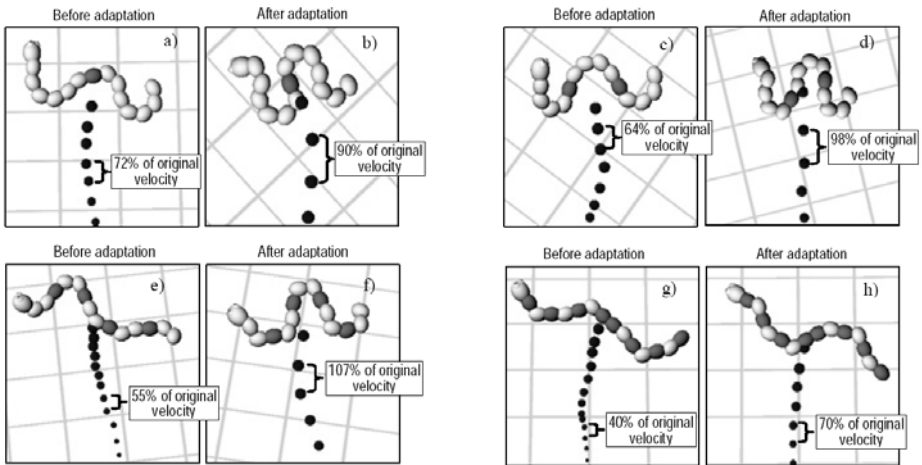 Before adaptation
After adaptation
Before adaptation
After adaptation
a)
b)
c)
d)
72% of original
velocity
90% of original
velocity
64% of original
velocity
98% of original
velocity
Before adaptation
After adaptation
Before adaptation
After adaptation
e)
f)
g)
h)
55% of original
velocity
107% of original
velocity
40% of original
velocity
70% of original
velocity